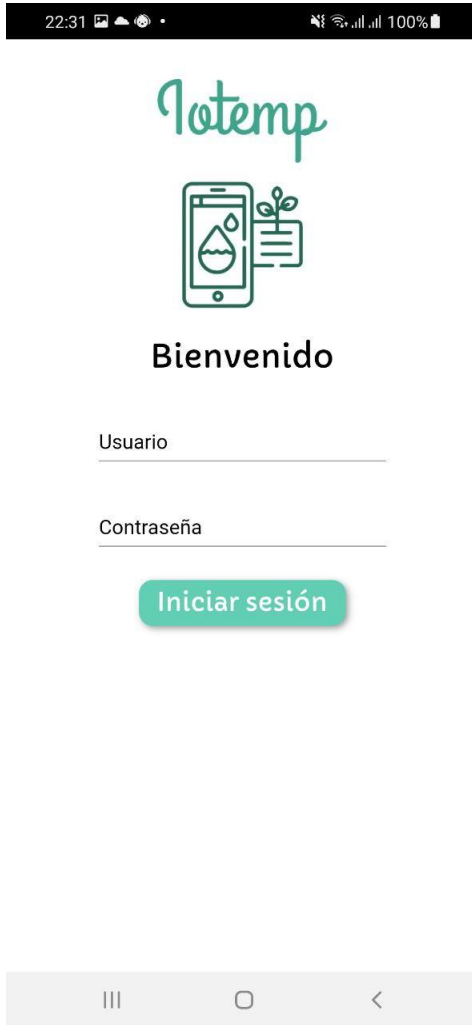 22:31
100%
Iotemp
Bienvenido
Usuario
Contraseña
Iniciar sesión